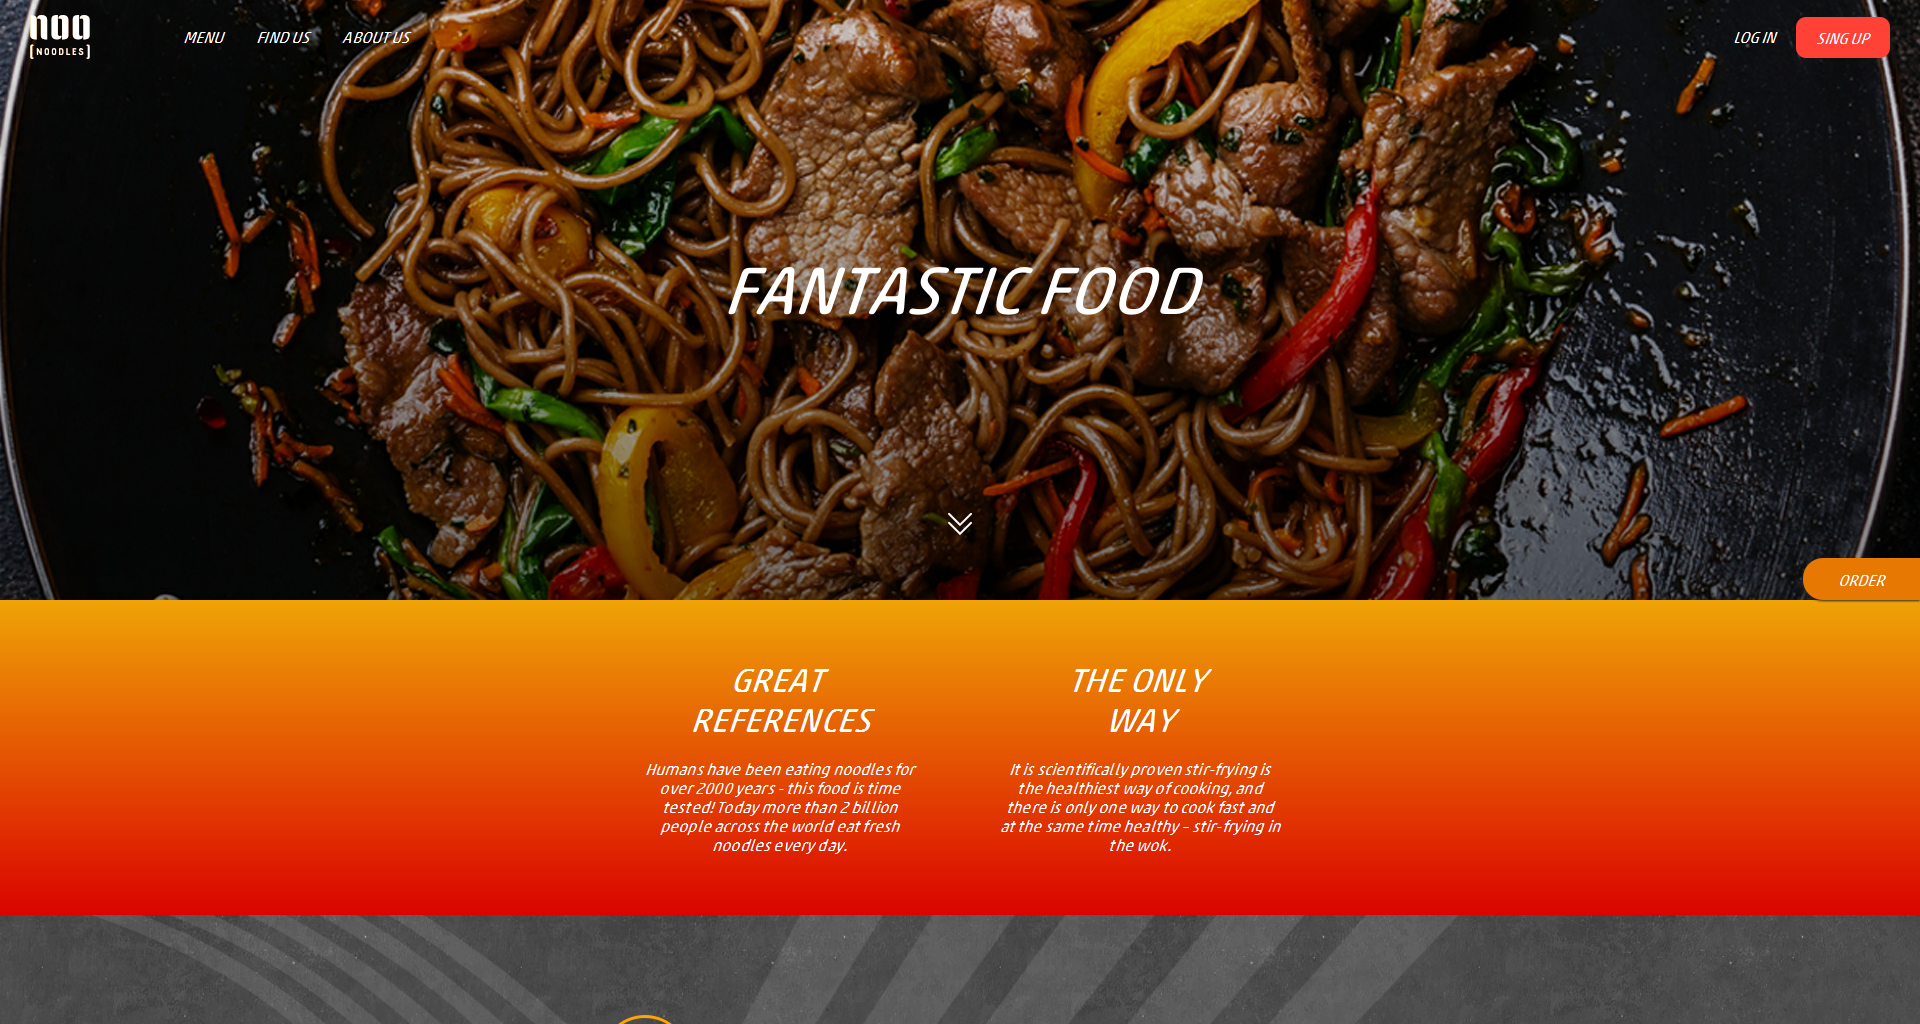 noo
[NOODLES]
MENU FIND US ABOUT US LOG IN SING UP
FANTASTIC FOOD
ORDER
GREAT
REFERENCES
Humans have been eating noodles for
over 2000 years - this food is time
tested! Today more than 2 billion
people across the world eat fresh
noodles every day.
THE ONLY
WAY
It is scientifically proven stir-frying is
the healthiest way of cooking, and
there is only one way to cook fast and
at the same time healthy – stir-frying in
the wok.